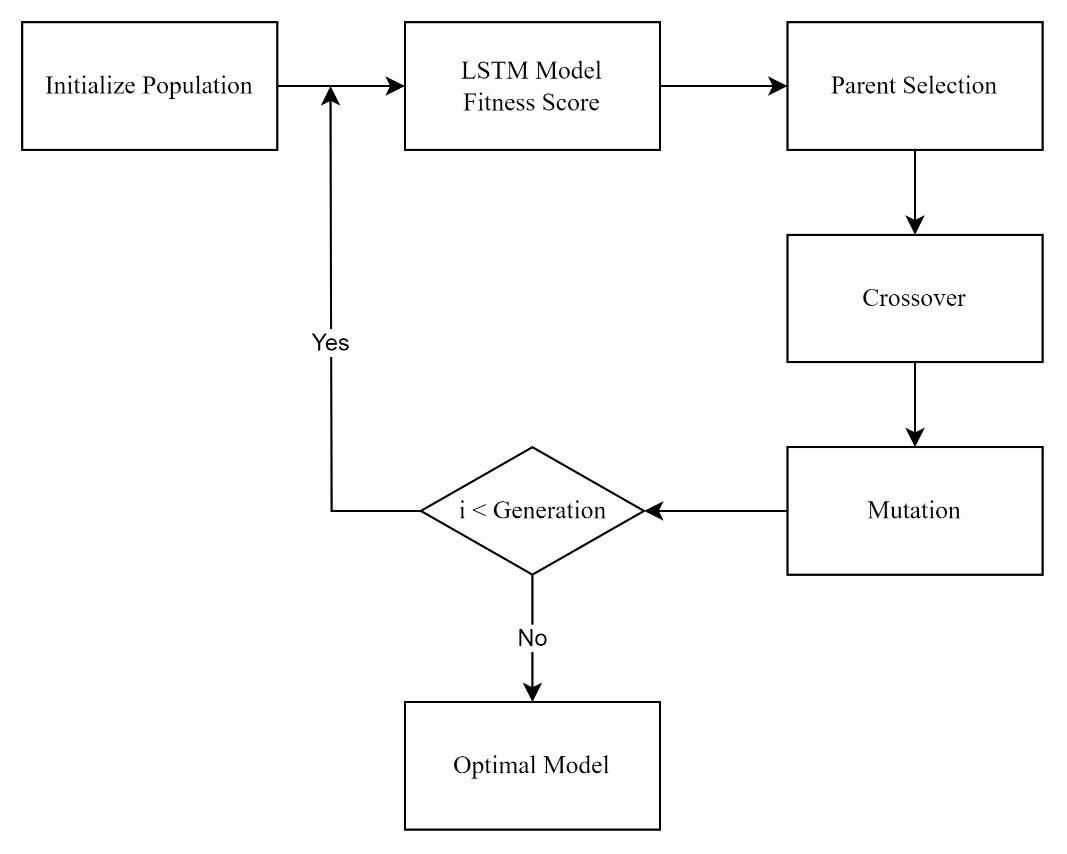 Initialize Population
LSTM Model
Fitness Score
Parent Selection
Crossover
Yes
i < Generation
Mutation
No
Optimal Model